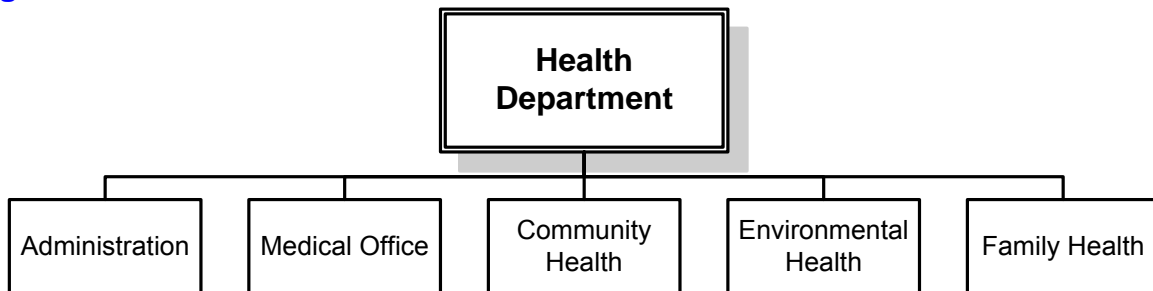 Health
Department
Administration
Medical Office
Community
Health
Environmental
Health
Family Health